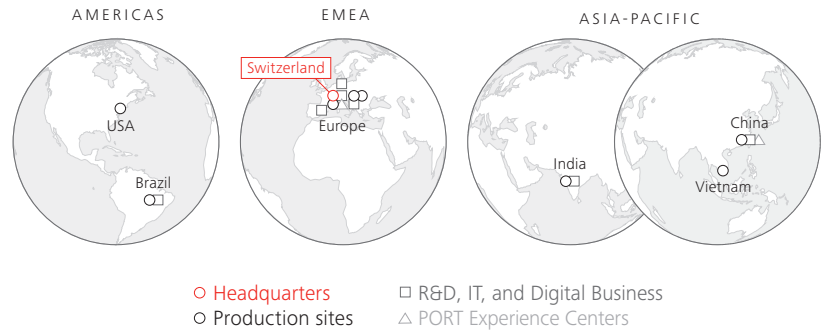 AMERICAS
EMEA
ASIA-PACIFIC
Switzerland
USA
Europe
China
Brazil
India
Vietnam
Headquarters
R&D, IT, and Digital Business
Production sites
PORT Experience Centers